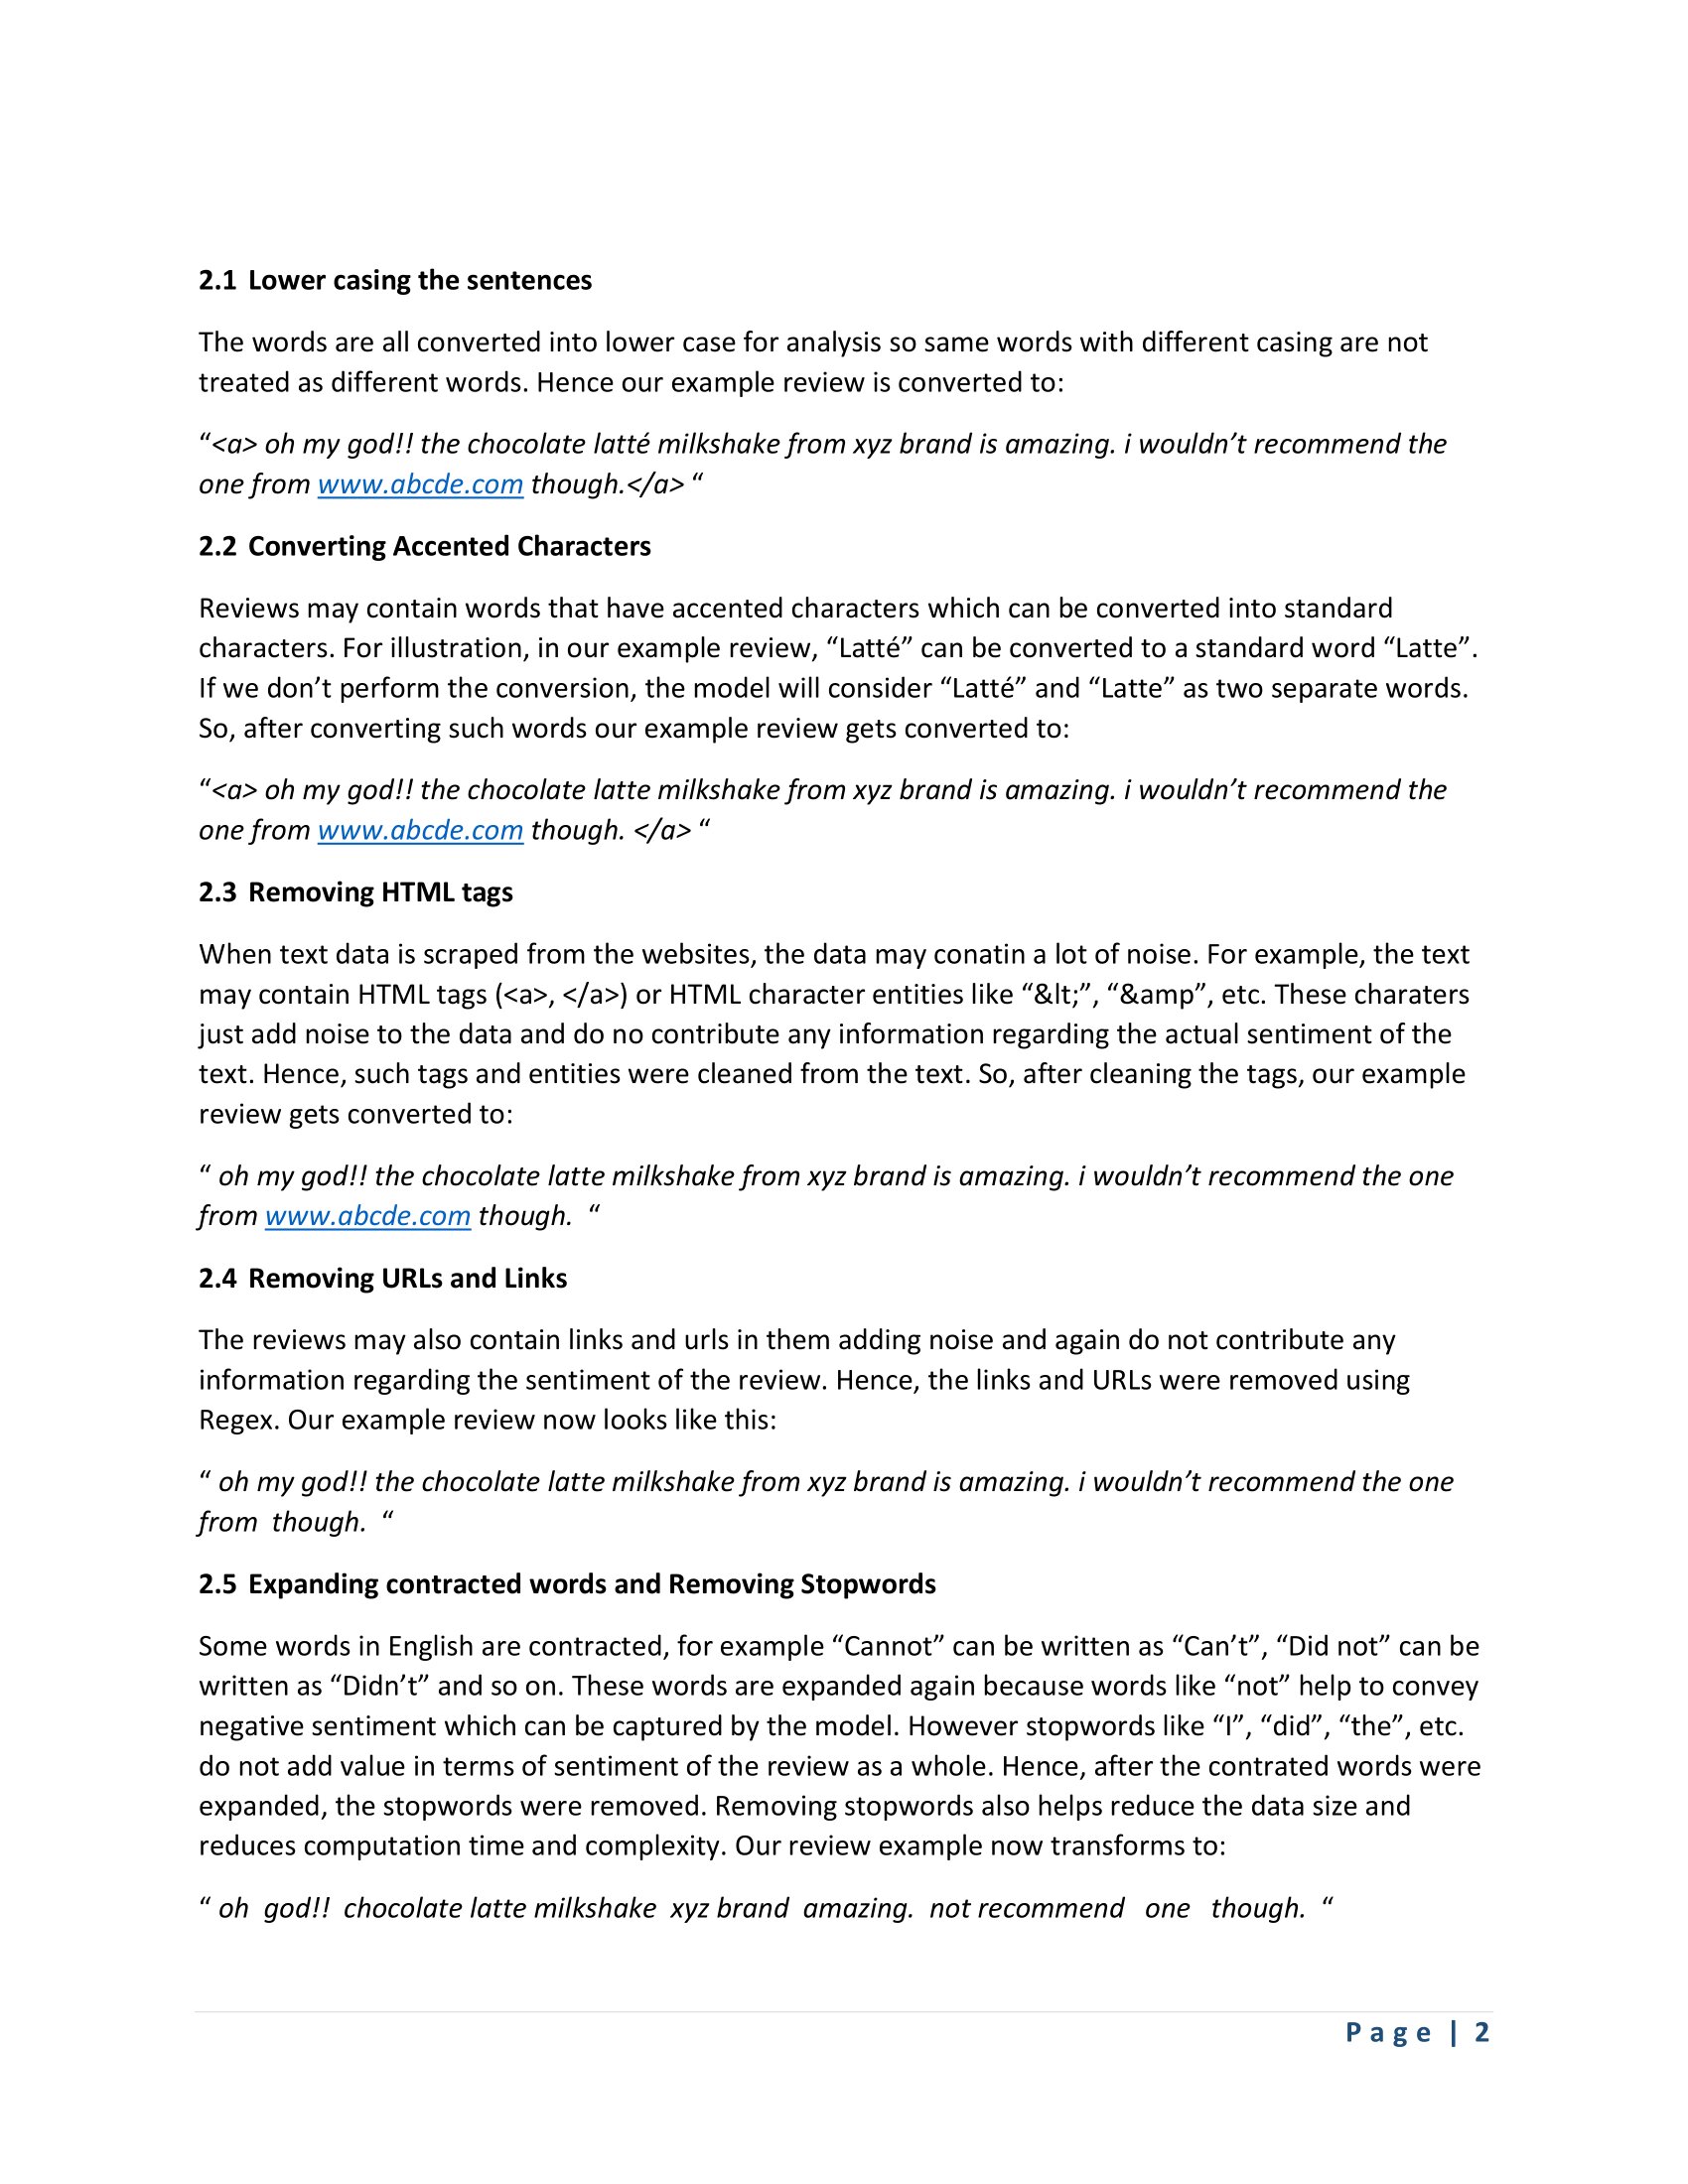 2.1 Lower casing the sentences
The words are all converted into lower case for analysis so same words with different casing are not
treated as different words. Hence our example review is converted to:
“<a> oh my god!! the chocolate latté milkshake from xyz brand is amazing. i wouldn’t recommend the
one from www.abcde.com though.</a> “
2.2 Converting Accented Characters
Reviews may contain words that have accented characters which can be converted into standard
characters. For illustration, in our example review, “Latté” can be converted to a standard word “Latte”.
If we don’t perform the conversion, the model will consider “Latté” and “Latte” as two separate words.
So, after converting such words our example review gets converted to:
“<a> oh my god!! the chocolate latte milkshake from xyz brand is amazing. i wouldn’t recommend the
one from www.abcde.com though. </a> “
2.3 Removing HTML tags
When text data is scraped from the websites, the data may conatin a lot of noise. For example, the text
may contain HTML tags (<a>, </a>) or HTML character entities like “&lt;”, “&amp”, etc. These charaters
just add noise to the data and do no contribute any information regarding the actual sentiment of the
text. Hence, such tags and entities were cleaned from the text. So, after cleaning the tags, our example
review gets converted to:
“ oh my god!! the chocolate latte milkshake from xyz brand is amazing. i wouldn’t recommend the one
from www.abcde.com though.  “
2.4 Removing URLs and Links
The reviews may also contain links and urls in them adding noise and again do not contribute any
information regarding the sentiment of the review. Hence, the links and URLs were removed using
Regex. Our example review now looks like this:
“ oh my god!! the chocolate latte milkshake from xyz brand is amazing. i wouldn’t recommend the one
from  though.  “
2.5 Expanding contracted words and Removing Stopwords
Some words in English are contracted, for example “Cannot” can be written as “Can’t”, “Did not” can be
written as “Didn’t” and so on. These words are expanded again because words like “not” help to convey
negative sentiment which can be captured by the model. However stopwords like “I”, “did”, “the”, etc.
do not add value in terms of sentiment of the review as a whole. Hence, after the contrated words were
expanded, the stopwords were removed. Removing stopwords also helps reduce the data size and
reduces computation time and complexity. Our review example now transforms to:
“ oh  god!!  chocolate latte milkshake  xyz brand  amazing.  not recommend   one   though.  “
Page | 2